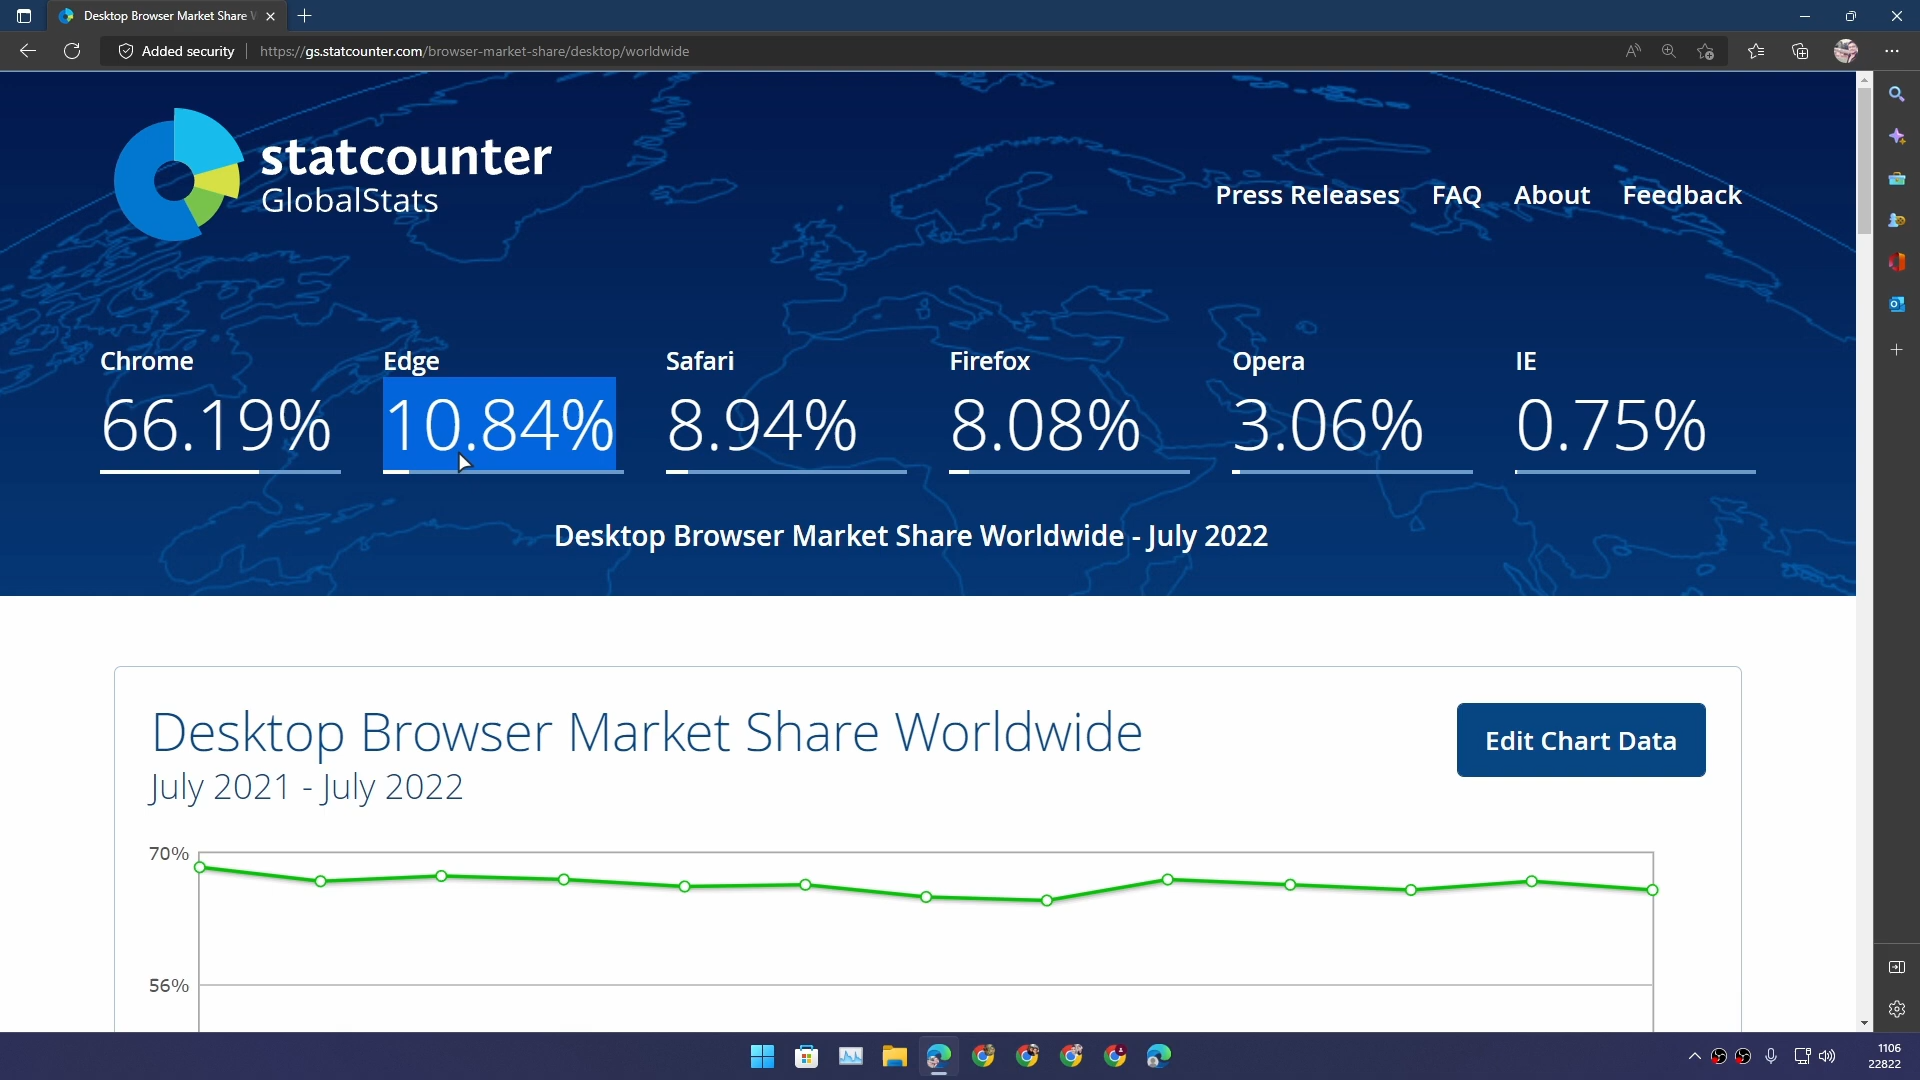 Desktop Browser Market Share W
Added security
https://gs.statcounter.com/browser-market-share/desktop/worldwide
statcounter
GlobalStats
Press Releases FAQ About Feedback
Chrome Edge Safari Firefox Opera IE
66.19% 10.84% 8.94% 8.08% 3.06% 0.75%
Desktop Browser Market Share Worldwide - July 2022
Desktop Browser Market Share Worldwide
July 2021 - July 2022
Edit Chart Data
70%
56%
1106
22822